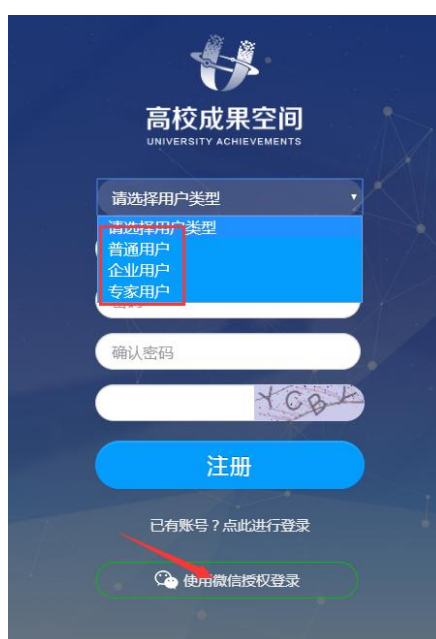 高校成果空间
UNIVERSITY ACHIEVEMENTS
请选择用户类型
请选择用户类型
普通用户
企业用户
专家用户
确认密码
YCBY
注册
已有账号？点此进行登录
使用微信授权登录